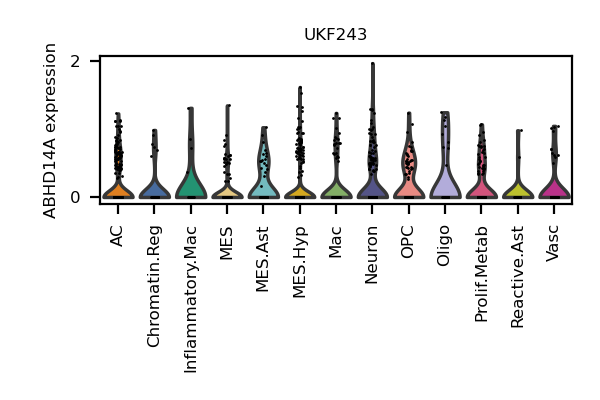 UKF243
ABHD14A expression
2
0
AC
Chromatin.Reg
Inflammatory.Mac
MES
MES.Ast
MES.Hyp
Mac
Neuron
OPC
Oligo
Prolif.Metab
Reactive.Ast
Vasc